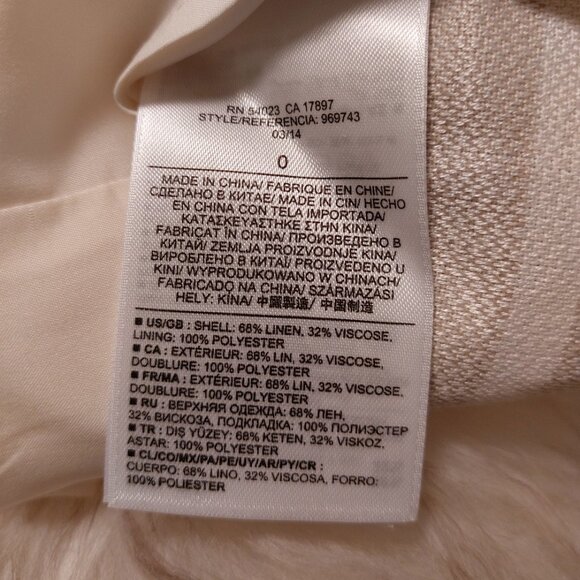 RN 54023 CA 17897
STYLE/REFERENCIA: 969743
03/14
0
MADE IN CHINA/ FABRIQUE EN CHINE/
СДЕЛАНО В КИТАЕ/ MADE IN CIN/ HECHO
EN CHINA CON TELA IMPORTADA/
ΚΑΤΑΣΚΕΥΑΣΤΗΚΕ ΣΤΗΝ ΚΙΝΑ/
FABRICAT ÎN CHINA/ ПРОИЗВЕДЕНО В
КИТАЙ/ ZEMLJA PROIZVODNJE KINA/
ВИРОБЛЕНО В КИТАЇ/ PROIZVEDENO U
KINI/ WYPRODUKOWANO W CHINACH/
FABRICADO NA CHINA/ SZÁRMAZÁSI
HELY: KÍNA/ 中國製造/ 中国制造
■ US/GB : SHELL: 68% LINEN, 32% VISCOSE,
LINING: 100% POLYESTER
■ CA : EXTÉRIEUR: 68% LIN, 32% VISCOSE,
DOUBLURE: 100% POLYESTER
■ FR/MA : EXTÉRIEUR: 68% LIN, 32% VISCOSE,
DOUBLURE: 100% POLYESTER
■ RU : ВЕРХНЯЯ ОДЕЖДА: 68% ЛЕН,
32% ВИСКОЗА, ПОДКЛАДКА: 100% ПОЛИЭСТЕР
■ TR : DIŞ YÜZEY: 68% KETEN, 32% VISKOZ,
ASTAR: 100% POLYESTER
■ CL/CO/MX/PA/PE/UY/AR/PY/CR :
CUERPO: 68% LINO, 32% VISCOSA, FORRO:
100% POLIESTER